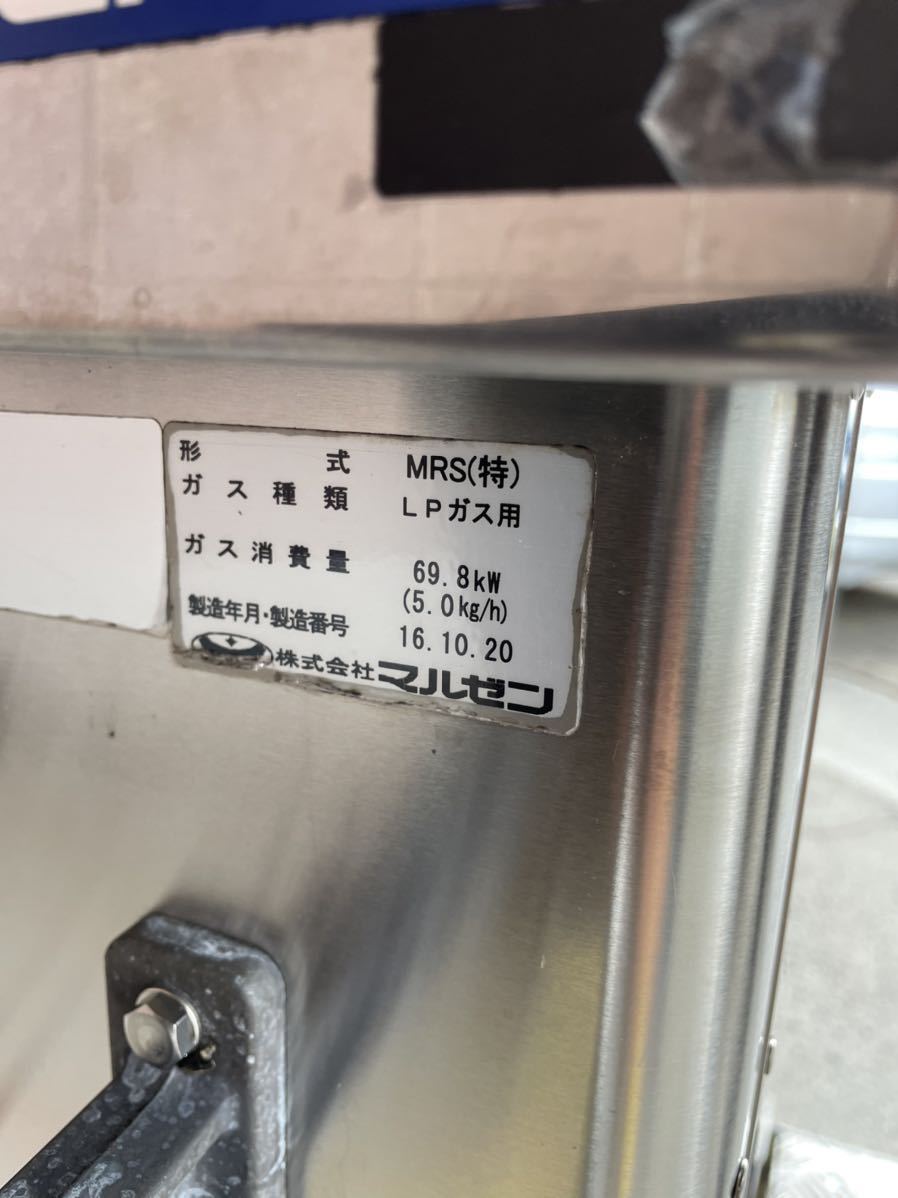 形式 MRS(特)
ガス種類 LPガス用
ガス消費量 69.8kW
(5.0kg/h)
製造年月・製造番号 16.10.20
株式会社マルゼン